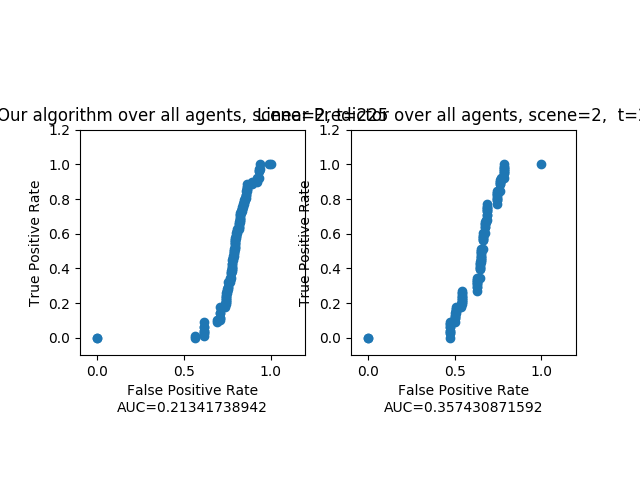 Our algorithm over all agents, scene=2, t=225
Linear Predictor over all agents, scene=2, t=
True Positive Rate
1.2
1.0
0.8
0.6
0.4
0.2
0.0
0.0
0.5
1.0
False Positive Rate
AUC=0.21341738942
True Positive Rate
1.2
1.0
0.8
0.6
0.4
0.2
0.0
0.0
0.5
1.0
False Positive Rate
AUC=0.357430871592